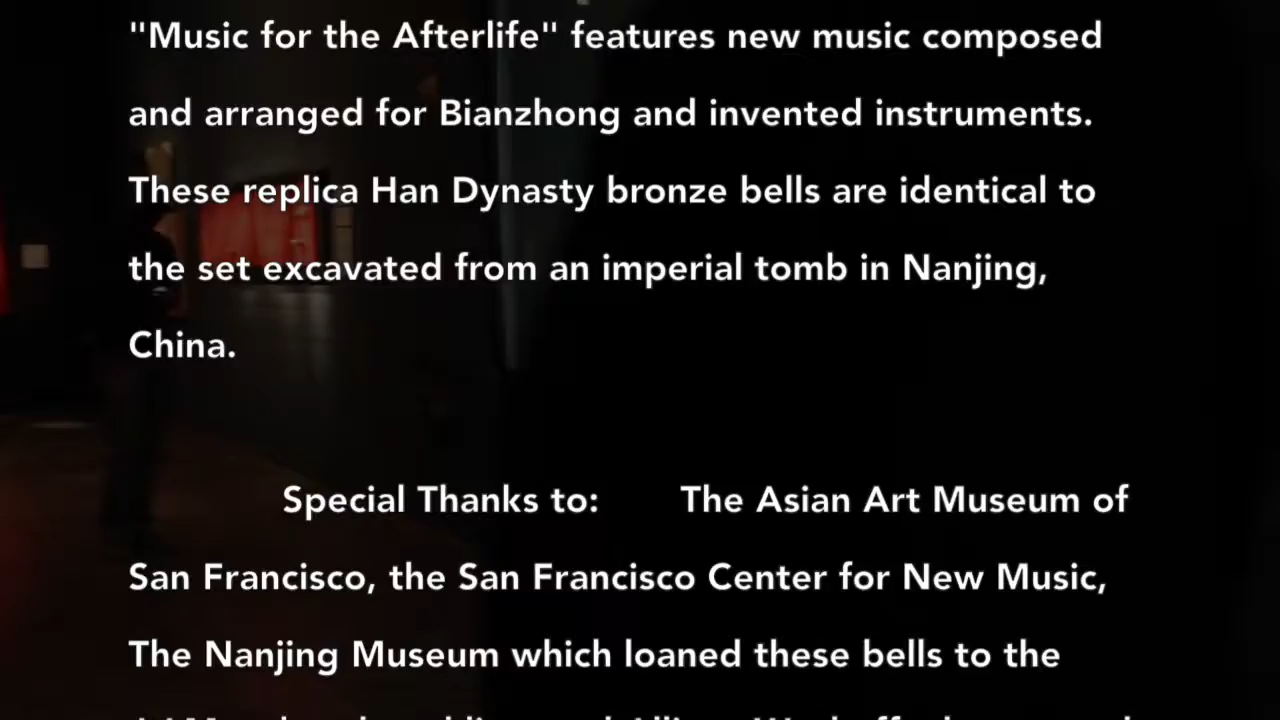 "Music for the Afterlife" features new music composed
and arranged for Bianzhong and invented instruments.
These replica Han Dynasty bronze bells are identical to
the set excavated from an imperial tomb in Nanjing,
China.
Special Thanks to: The Asian Art Museum of
San Francisco, the San Francisco Center for New Music,
The Nanjing Museum which loaned these bells to the